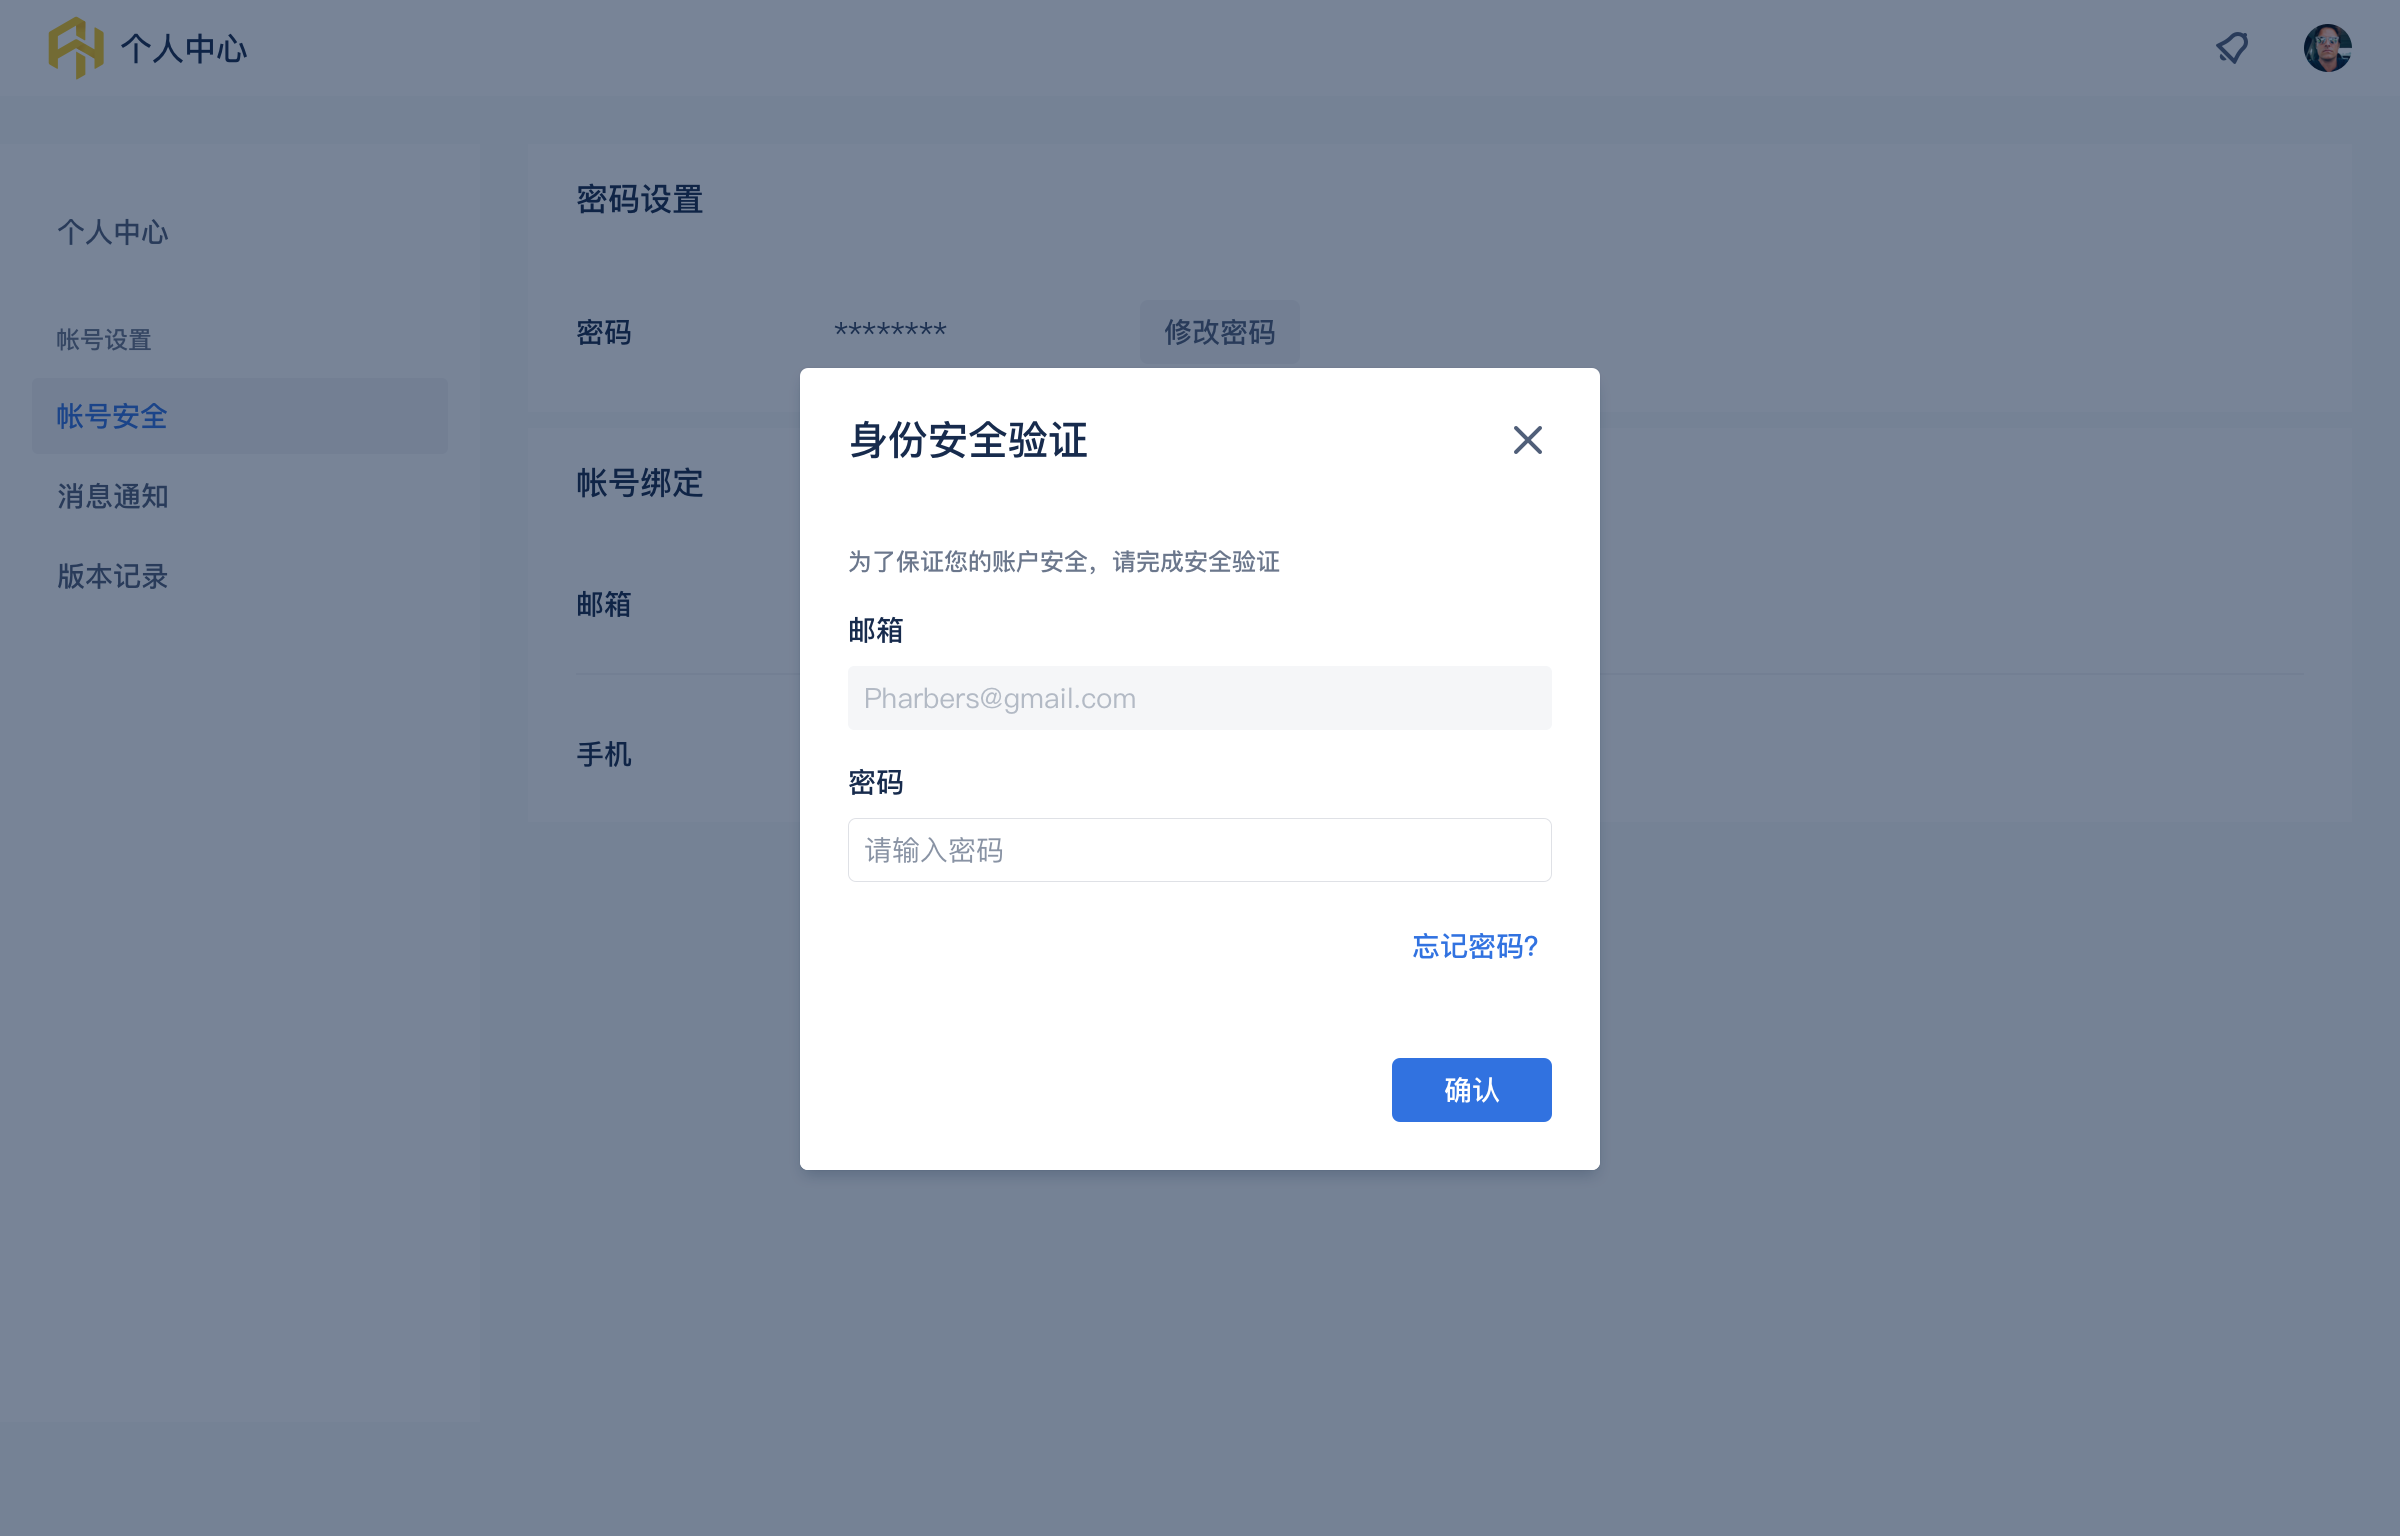 个人中心
个人中心
帐号设置
帐号安全
消息通知
版本记录
密码设置
密码
********
修改密码
帐号绑定
邮箱
手机
身份安全验证
为了保证您的账户安全，请完成安全验证
邮箱
Pharbers@gmail.com
密码
请输入密码
忘记密码?
确认